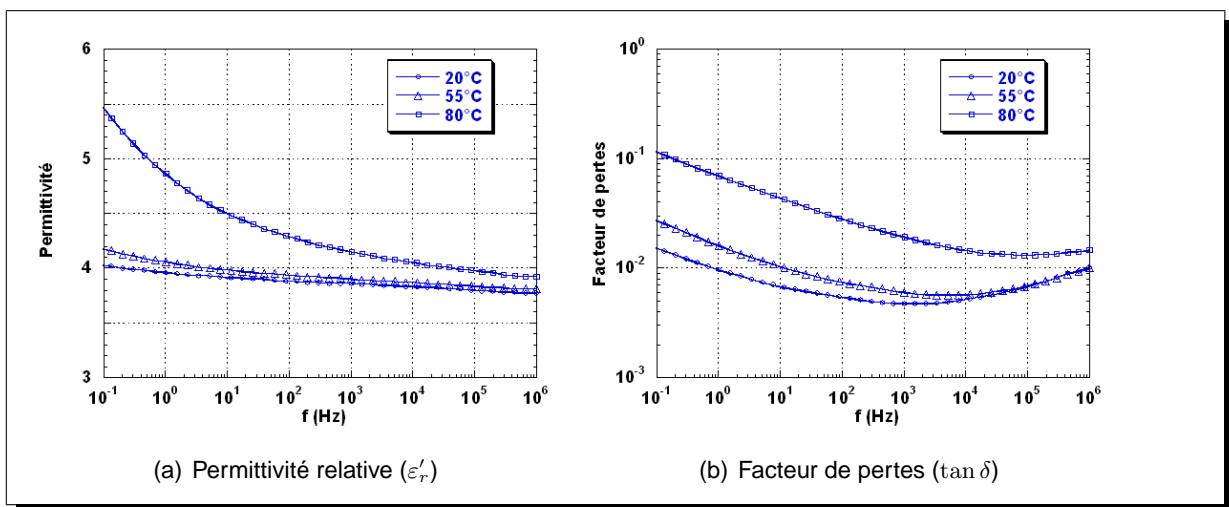 6
5
4
3
Permittivité
20°C
55°C
80°C
10⁻¹ 10⁰ 10¹ 10² 10³ 10⁴ 10⁵ 10⁶
f (Hz)
(a) Permittivité relative (ε′ᵣ)
10⁰
10⁻¹
10⁻²
10⁻³
Facteur de pertes
20°C
55°C
80°C
10⁻¹ 10⁰ 10¹ 10² 10³ 10⁴ 10⁵ 10⁶
f (Hz)
(b) Facteur de pertes (tan δ)